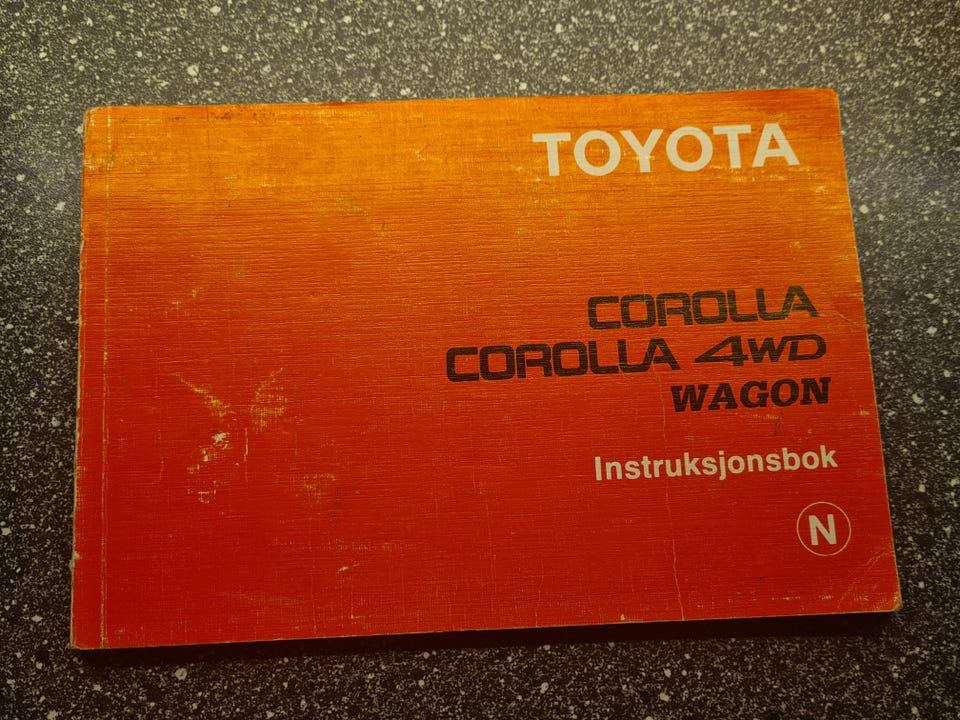 TOYOTA
COROLLA
COROLLA 4WD
WAGON
Instruksjonsbok
N